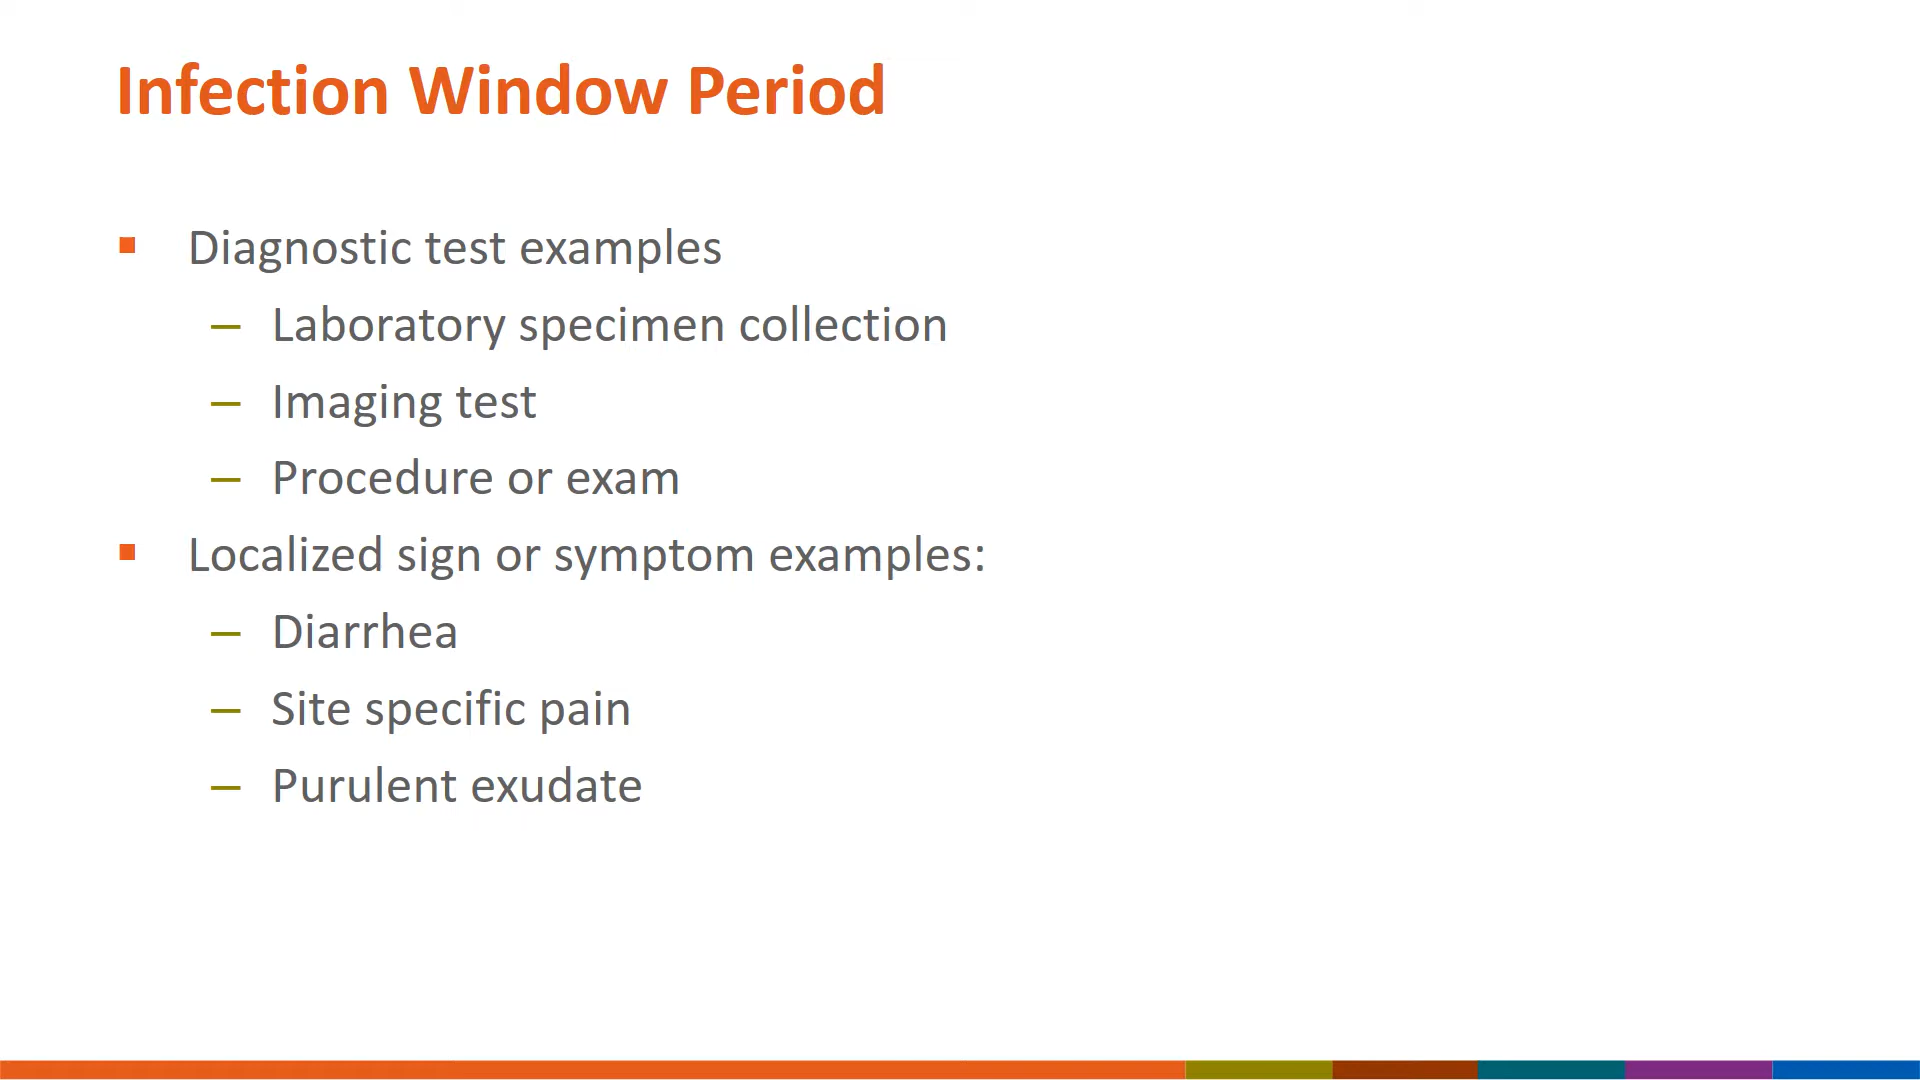 Infection Window Period
▪ Diagnostic test examples
– Laboratory specimen collection
– Imaging test
– Procedure or exam
▪ Localized sign or symptom examples:
– Diarrhea
– Site specific pain
– Purulent exudate